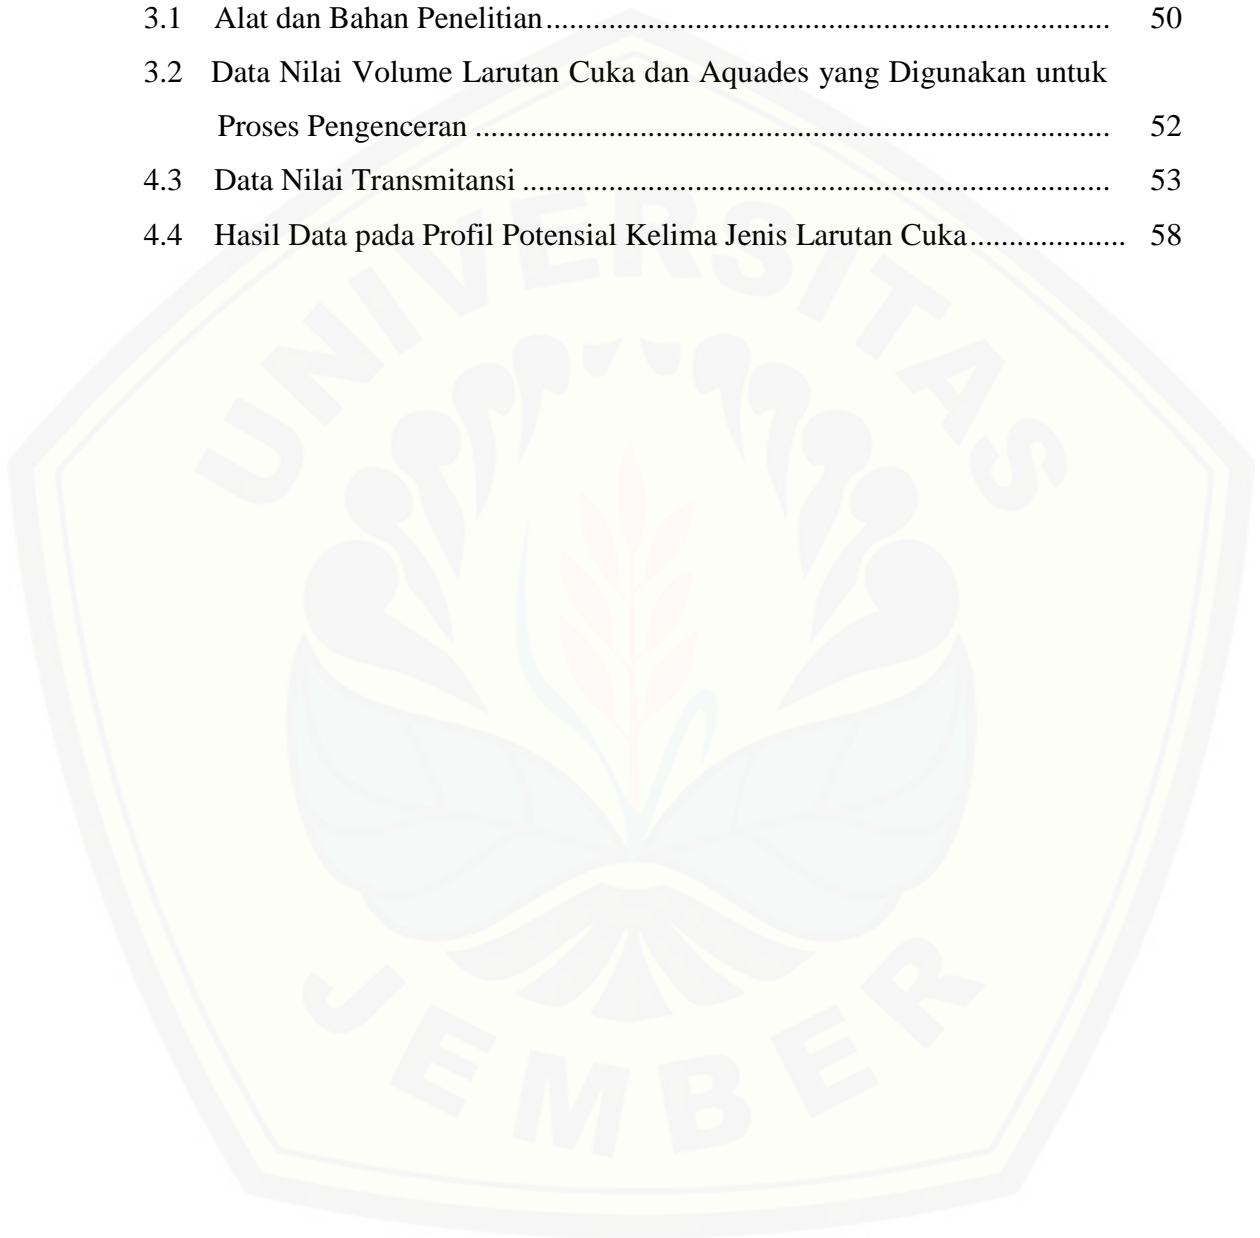 3.1 Alat dan Bahan Penelitian........................................................................ 50
3.2 Data Nilai Volume Larutan Cuka dan Aquades yang Digunakan untuk
Proses Pengenceran ................................................................................. 52
4.3 Data Nilai Transmitansi ........................................................................... 53
4.4 Hasil Data pada Profil Potensial Kelima Jenis Larutan Cuka.................... 58
UNIVERSITAS
JEMBER